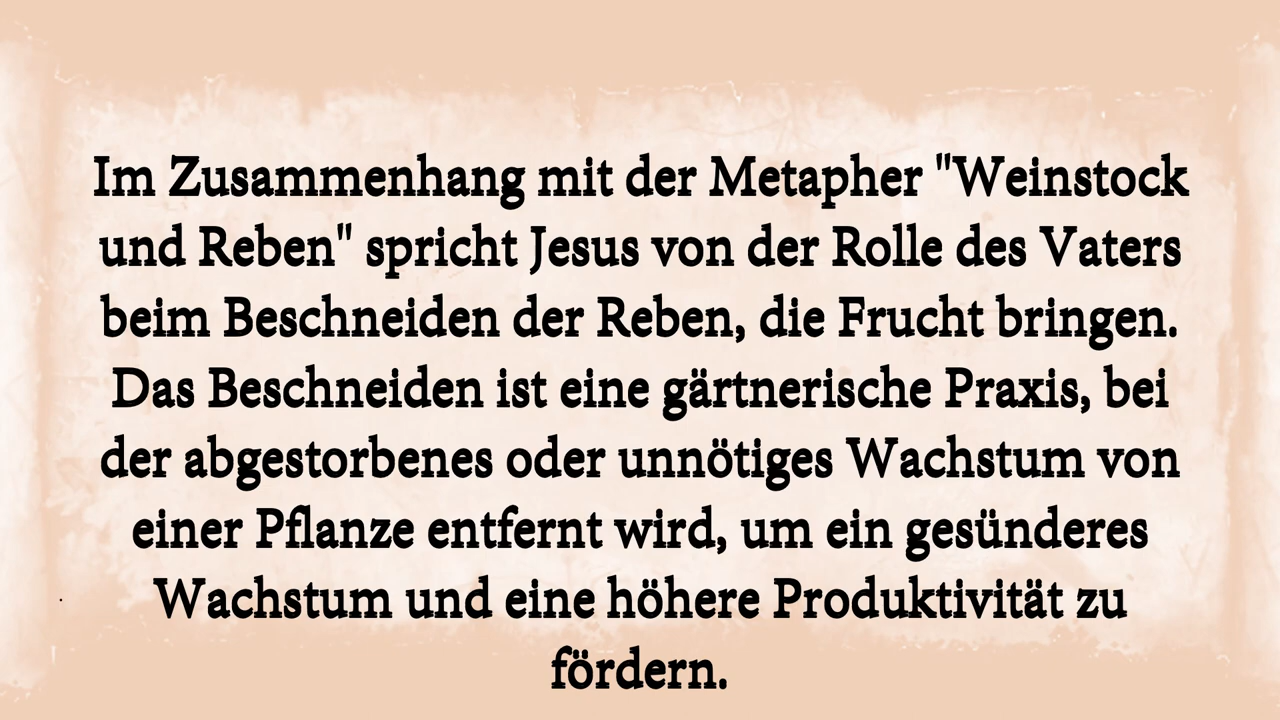 Im Zusammenhang mit der Metapher "Weinstock
und Reben" spricht Jesus von der Rolle des Vaters
beim Beschneiden der Reben, die Frucht bringen.
Das Beschneiden ist eine gärtnerische Praxis, bei
der abgestorbenes oder unnötiges Wachstum von
einer Pflanze entfernt wird, um ein gesünderes
Wachstum und eine höhere Produktivität zu
fördern.